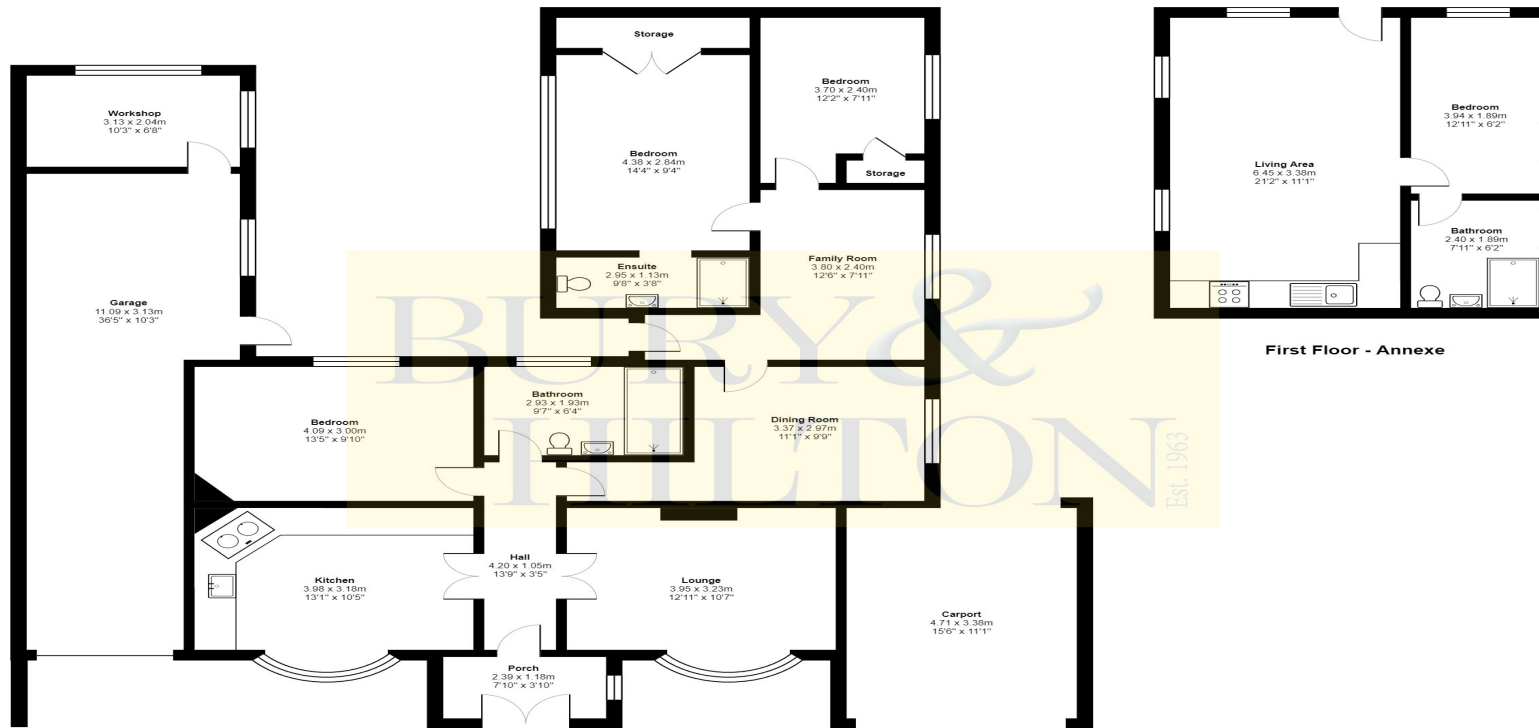 Storage
Workshop
3.13 x 2.04m
10'3" x 6'8"
Bedroom
4.38 x 2.84m
14'4" x 9'4"
Bedroom
3.70 x 2.40m
12'2" x 7'11"
Storage
Living Area
6.45 x 3.38m
21'2" x 11'1"
Bedroom
3.94 x 1.89m
12'11" x 6'2"
Bathroom
2.40 x 1.89m
7'11" x 6'2"
First Floor - Annexe
Garage
11.09 x 3.13m
36'5" x 10'3"
Ensuite
2.95 x 1.13m
9'8" x 3'8"
Family Room
3.80 x 2.40m
12'6" x 7'11"
BURY &
HILTON
Est. 1963
Bedroom
4.09 x 3.00m
13'5" x 9'10"
Bathroom
2.93 x 1.93m
9'7" x 6'4"
Dining Room
3.37 x 2.97m
11'1" x 9'9"
Kitchen
3.98 x 3.18m
13'1" x 10'5"
Hall
4.20 x 1.05m
13'9" x 3'5"
Lounge
3.95 x 3.23m
12'11" x 10'7"
Carport
4.71 x 3.38m
15'6" x 11'1"
Porch
2.39 x 1.18m
7'10" x 3'10"